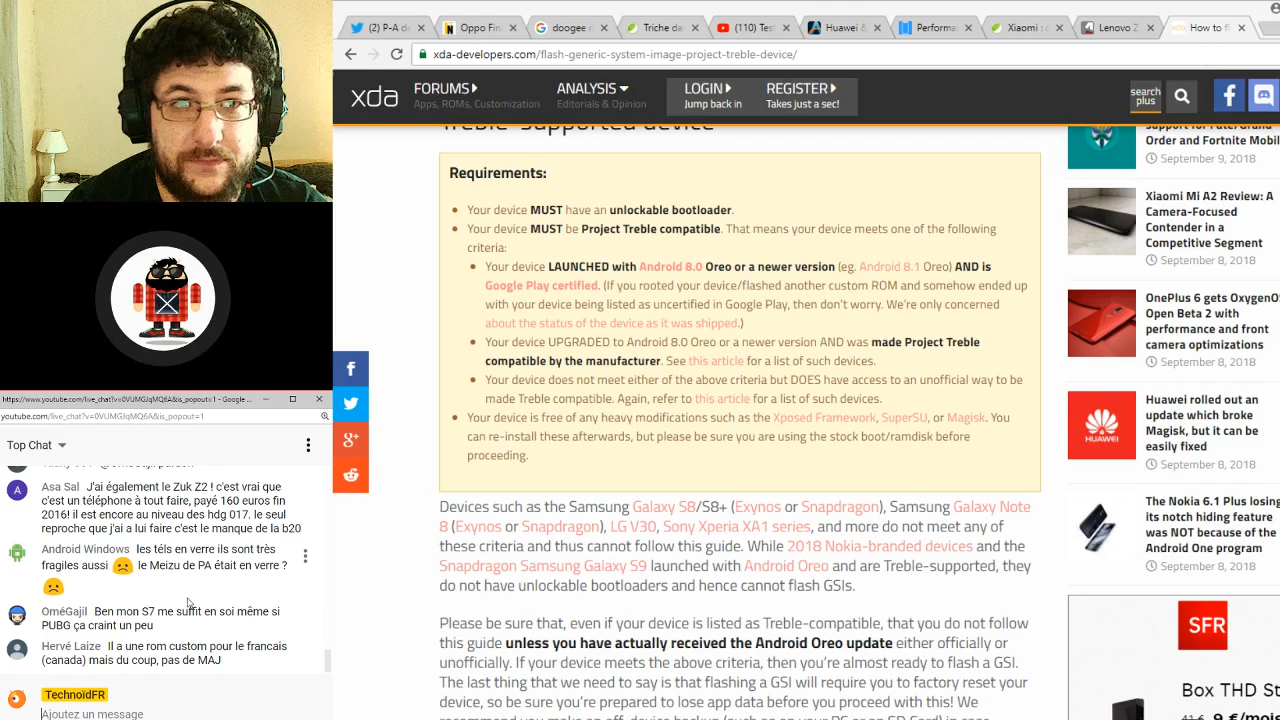 (2) P-A d
Oppo Fin
doogee n
Triche da
(110) Test
Huawei &
Performa
Xiaomi :
Lenovo Z
How to f
xda-developers.com/flash-generic-system-image-project-treble-device/
xda
FORUMS
Apps, ROMs, Customization
ANALYSIS
Editorials & Opinion
LOGIN
Jump back in
REGISTER
Takes just a sec!
search
plus
Treble-supported device
Requirements:
Your device MUST have an unlockable bootloader.
Your device MUST be Project Treble compatible. That means your device meets one of the following
criteria:
Your device LAUNCHED with Android 8.0 Oreo or a newer version (eg. Android 8.1 Oreo) AND is
Google Play certified. (If you rooted your device/flashed another custom ROM and somehow ended up
with your device being listed as uncertified in Google Play, then don't worry. We're only concerned
about the status of the device as it was shipped.)
Your device UPGRADED to Android 8.0 Oreo or a newer version AND was made Project Treble
compatible by the manufacturer. See this article for a list of such devices.
Your device does not meet either of the above criteria but DOES have access to an unofficial way to be
made Treble compatible. Again, refer to this article for a list of such devices.
Your device is free of any heavy modifications such as the Xposed Framework, SuperSU, or Magisk. You
can re-install these afterwards, but please be sure you are using the stock boot/ramdisk before
proceeding.
Devices such as the Samsung Galaxy S8/S8+ (Exynos or Snapdragon), Samsung Galaxy Note
8 (Exynos or Snapdragon), LG V30, Sony Xperia XA1 series, and more do not meet any of
these criteria and thus cannot follow this guide. While 2018 Nokia-branded devices and the
Snapdragon Samsung Galaxy S9 launched with Android Oreo and are Treble-supported, they
do not have unlockable bootloaders and hence cannot flash GSIs.
Please be sure that, even if your device is listed as Treble-compatible, that you do not follow
this guide unless you have actually received the Android Oreo update either officially or
unofficially. If your device meets the above criteria, then you're almost ready to flash a GSI.
The last thing that we need to say is that flashing a GSI will require you to factory reset your
device, so be sure you're prepared to lose app data before you proceed with this! We
support for Fate/Grand
Order and Fortnite Mobile
September 9, 2018
Xiaomi Mi A2 Review: A
Camera-Focused
Contender in a
Competitive Segment
September 8, 2018
OnePlus 6 gets OxygenO
Open Beta 2 with
performance and front
camera optimizations
September 8, 2018
Huawei rolled out an
update which broke
Magisk, but it can be
easily fixed
September 8, 2018
The Nokia 6.1 Plus losing
its notch hiding feature
was NOT because of the
Android One program
September 8, 2018
SFR
Box THD St
https://www.youtube.com/live_chat?v=0VUMGJqMQ6A&is_popout=1 - Google ...
youtube.com/live_chat?v=0VUMGJqMQ6A&is_popout=1
Top Chat
Asa Sal J'ai également le Zuk Z2 ! c'est vrai que
c'est un téléphone à tout faire, payé 160 euros fin
2016! il est encore au niveau des hdg 017. le seul
reproche que j'ai a lui faire c'est le manque de la b20
Android Windows les téls en verre ils sont très
fragiles aussi le Meizu de PA était en verre ?
OméGajil Ben mon S7 me suffit en soi même si
PUBG ça craint un peu
Hervé Laize Il a une rom custom pour le francais
(canada) mais du coup, pas de MAJ
TechnoïdFR
Ajoutez un message